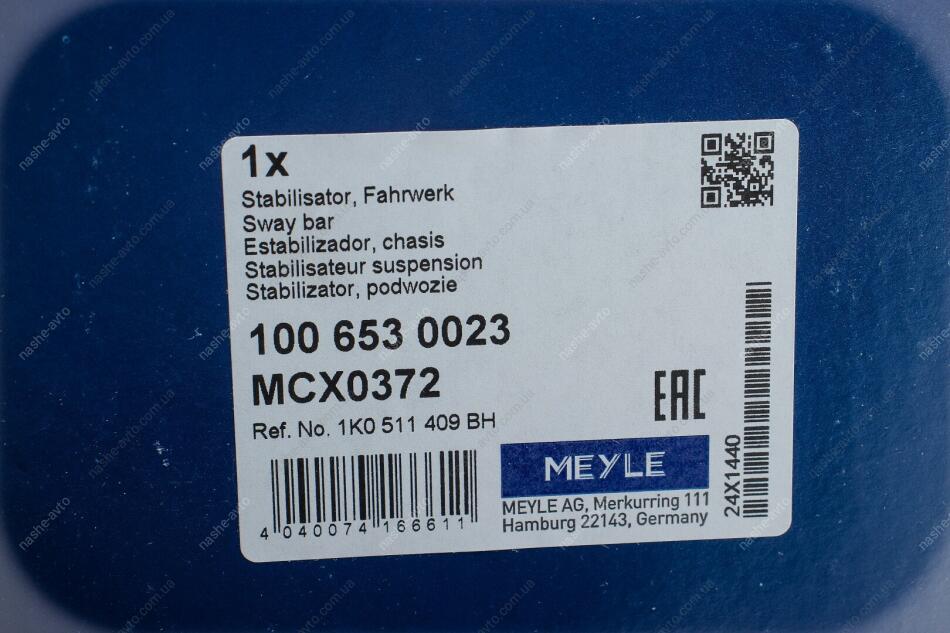 1x
Stabilisator, Fahrwerk
Sway bar
Estabilizador, chasis
Stabilisateur suspension
Stabilizator, podwozie
100 653 0023
MCX0372
Ref. No. 1K0 511 409 BH
4 040074 166611
EAC
MEYLE
MEYLE AG, Merkurring 111
Hamburg 22143, Germany
24X1440
nashe-avto.com.ua